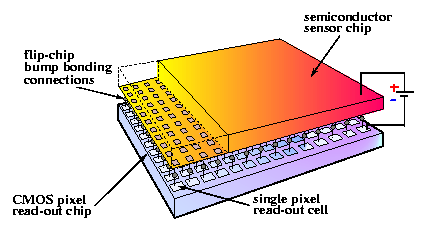 semiconductor
sensor chip
flip-chip
bump bonding
connections
+
-
CMOS pixel
read-out chip
single pixel
read-out cell